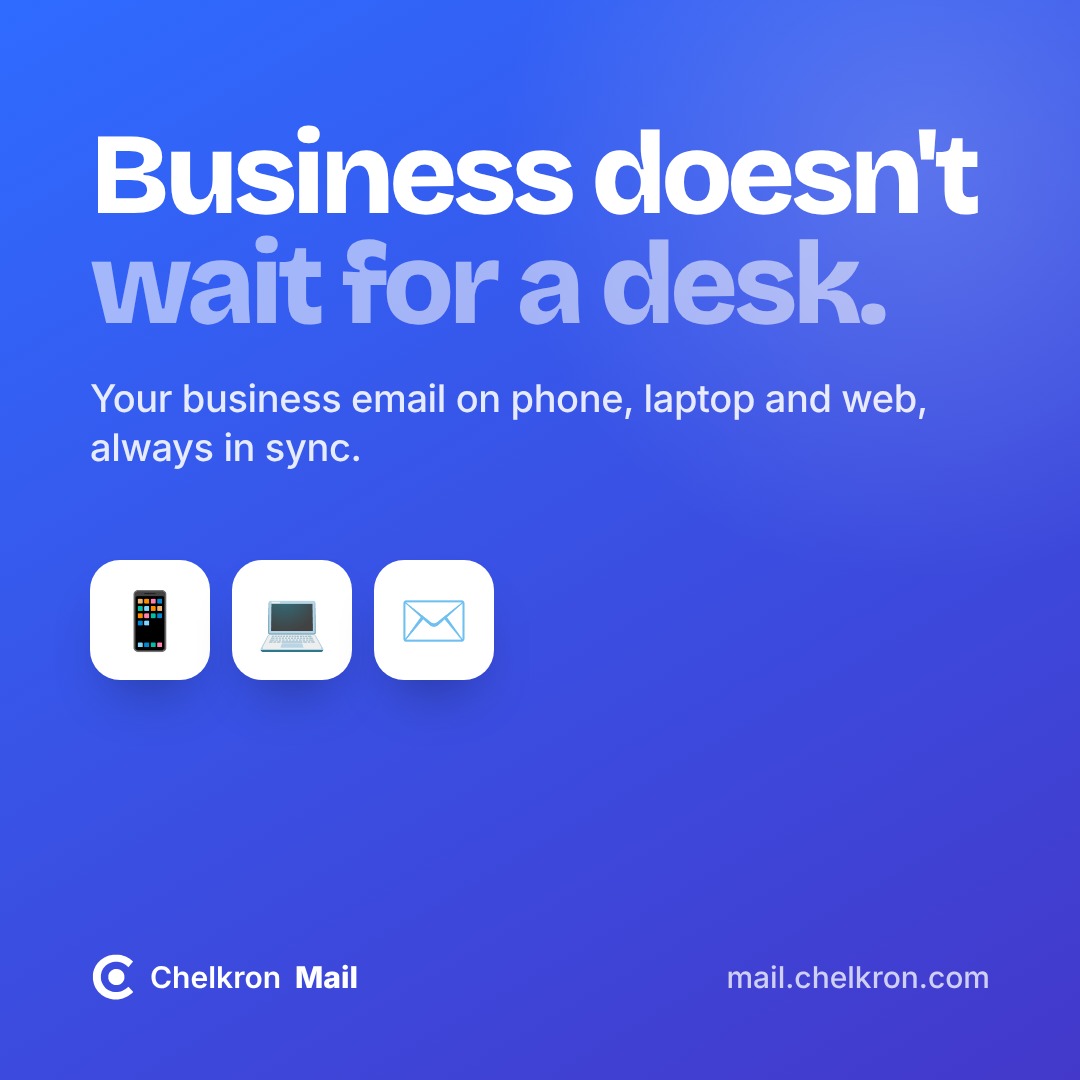 Business doesn't
wait for a desk.
Your business email on phone, laptop and web,
always in sync.
Chelkron Mail
mail.chelkron.com